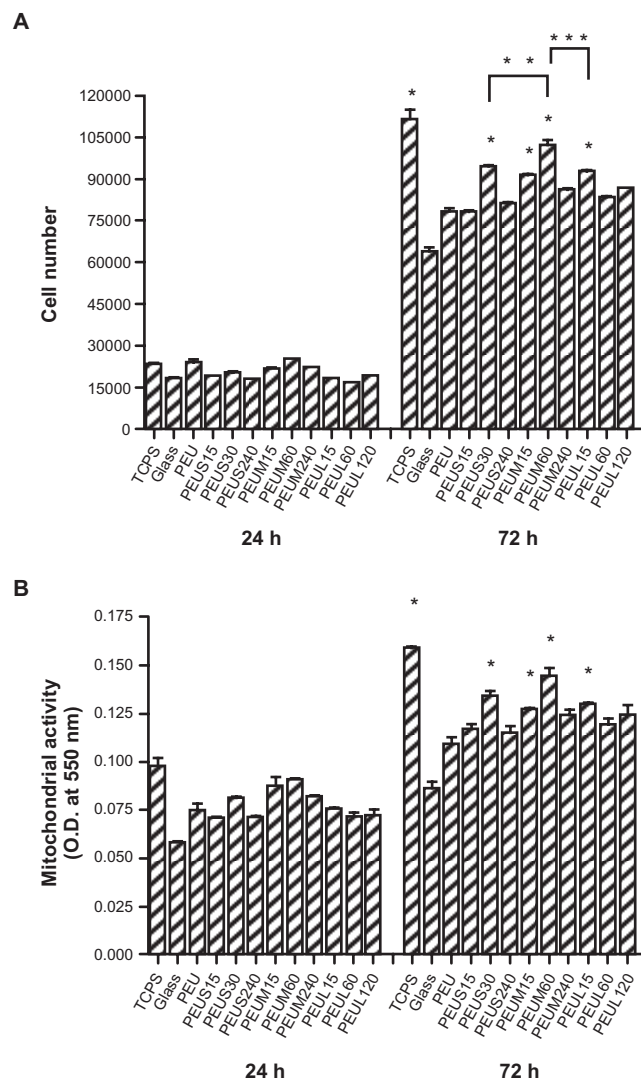 A
* * *
* *
* * * * *
Cell number
120000
105000
90000
75000
60000
45000
30000
15000
0
TCPS Glass PEU PEUS15 PEUS30 PEUS240 PEUM15 PEUM60 PEUM240 PEUL15 PEUL60 PEUL120
TCPS Glass PEU PEUS15 PEUS30 PEUS240 PEUM15 PEUM60 PEUM240 PEUL15 PEUL60 PEUL120
24 h
72 h
B
* * * * *
Mitochondrial activity
(O.D. at 550 nm)
0.175
0.150
0.125
0.100
0.075
0.050
0.025
0.000
TCPS Glass PEU PEUS15 PEUS30 PEUS240 PEUM15 PEUM60 PEUM240 PEUL15 PEUL60 PEUL120
TCPS Glass PEU PEUS15 PEUS30 PEUS240 PEUM15 PEUM60 PEUM240 PEUL15 PEUL60 PEUL120
24 h
72 h